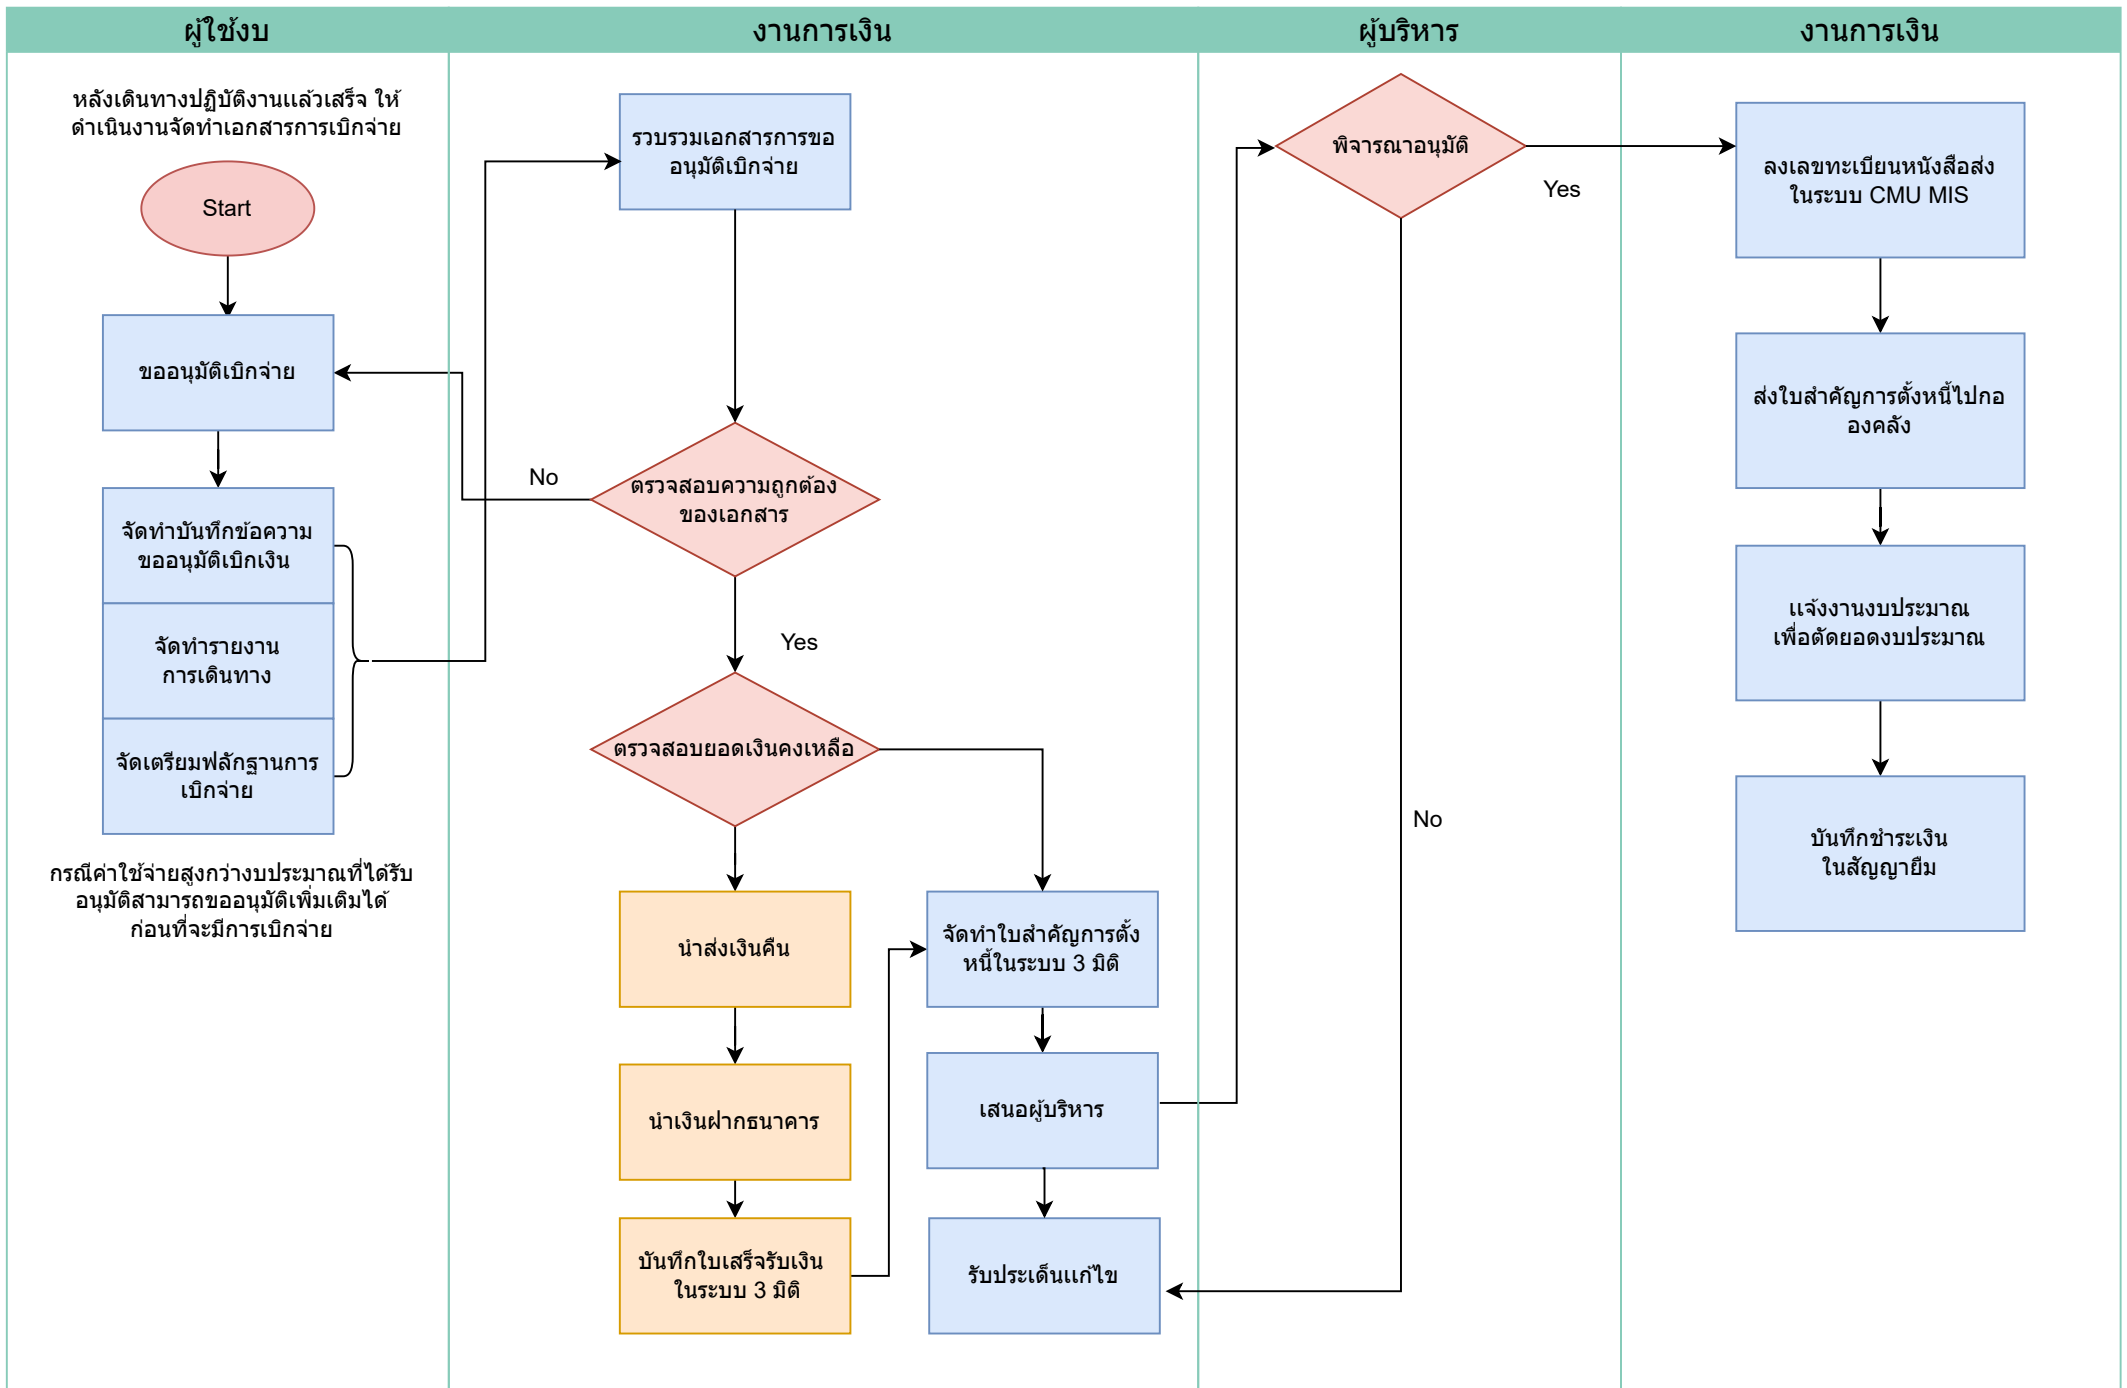 ผู้ใช้งบ
งานการเงิน
ผู้บริหาร
งานการเงิน
หลังเดินทางปฏิบัติงานแล้วเสร็จ ให้
ดำเนินงานจัดทำเอกสารการเบิกจ่าย
Start
ขออนุมัติเบิกจ่าย
จัดทำบันทึกข้อความ
ขออนุมัติเบิกเงิน
จัดทำรายงาน
การเดินทาง
จัดเตรียมฟลักฐานการ
เบิกจ่าย
กรณีค่าใช้จ่ายสูงกว่างบประมาณที่ได้รับ
อนุมัติสามารถขออนุมัติเพิ่มเติมได้
ก่อนที่จะมีการเบิกจ่าย
รวบรวมเอกสารการขอ
อนุมัติเบิกจ่าย
No
ตรวจสอบความถูกต้อง
ของเอกสาร
Yes
ตรวจสอบยอดเงินคงเหลือ
นำส่งเงินคืน
นำเงินฝากธนาคาร
บันทึกใบเสร็จรับเงิน
ในระบบ 3 มิติ
จัดทำใบสำคัญการตั้ง
หนี้ในระบบ 3 มิติ
เสนอผู้บริหาร
รับประเด็นแก้ไข
พิจารณาอนุมัติ
Yes
No
ลงเลขทะเบียนหนังสือส่ง
ในระบบ CMU MIS
ส่งใบสำคัญการตั้งหนี้ไปกอ
องคลัง
แจ้งงานงบประมาณ
เพื่อตัดยอดงบประมาณ
บันทึกชำระเงิน
ในสัญญายืม